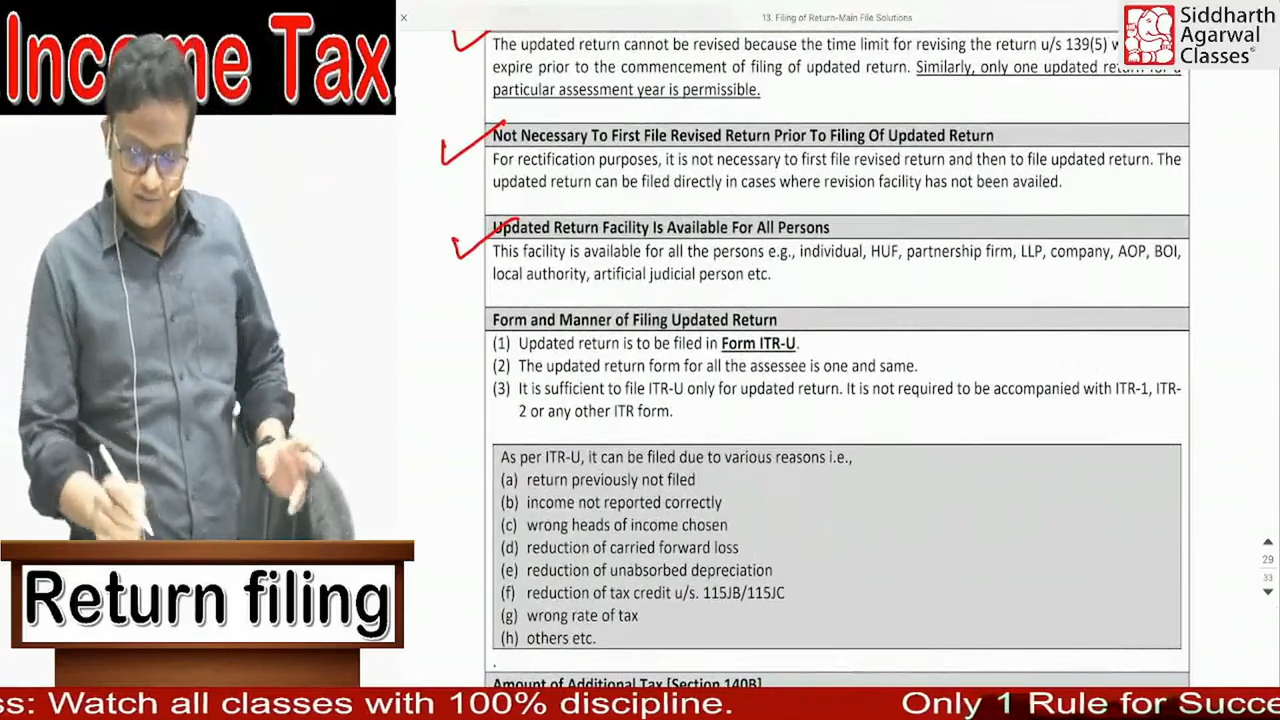 Income Tax.
Return filing
×
13. Filing of Return-Main File Solutions
Siddharth
Agarwal
Classes®
The updated return cannot be revised because the time limit for revising the return u/s 139(5) w
expire prior to the commencement of filing of updated return. Similarly, only one updated return for a
particular assessment year is permissible.
Not Necessary To First File Revised Return Prior To Filing Of Updated Return
For rectification purposes, it is not necessary to first file revised return and then to file updated return. The
updated return can be filed directly in cases where revision facility has not been availed.
Updated Return Facility Is Available For All Persons
This facility is available for all the persons e.g., individual, HUF, partnership firm, LLP, company, AOP, BOI,
local authority, artificial judicial person etc.
Form and Manner of Filing Updated Return
(1) Updated return is to be filed in Form ITR-U.
(2) The updated return form for all the assessee is one and same.
(3) It is sufficient to file ITR-U only for updated return. It is not required to be accompanied with ITR-1, ITR-
2 or any other ITR form.
As per ITR-U, it can be filed due to various reasons i.e.,
(a) return previously not filed
(b) income not reported correctly
(c) wrong heads of income chosen
(d) reduction of carried forward loss
(e) reduction of unabsorbed depreciation
(f) reduction of tax credit u/s. 115JB/115JC
(g) wrong rate of tax
(h) others etc.
.
29
33
Amount of Additional Tax [Section 140B]
ss: Watch all classes with 100% discipline. Only 1 Rule for Succe